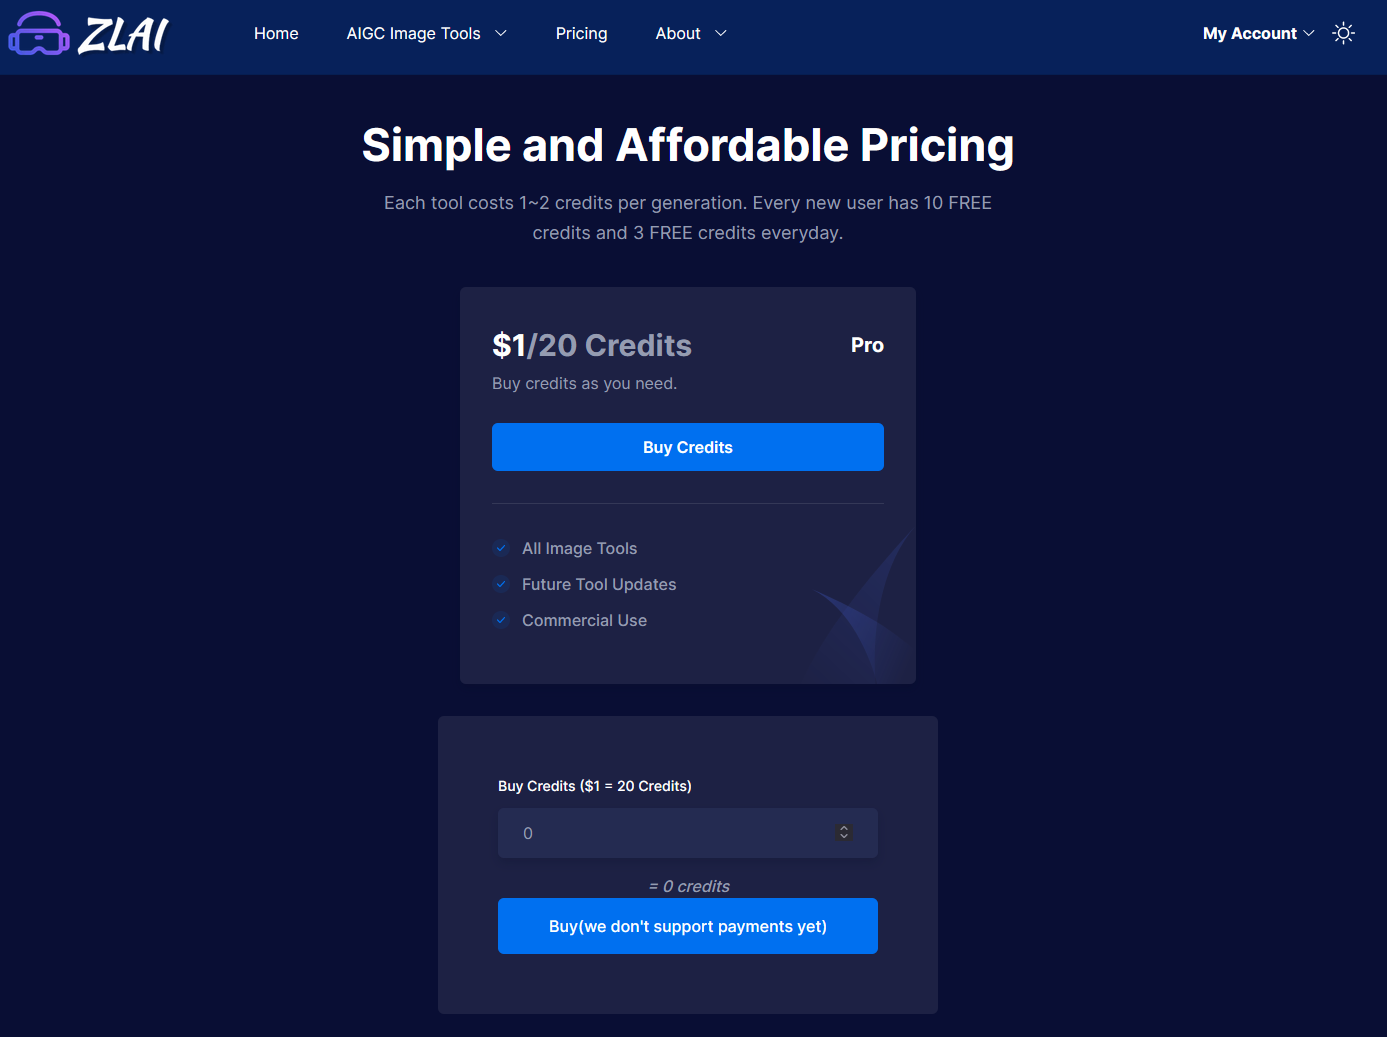 ZLAI
Home
AIGC Image Tools
Pricing
About
My Account
Simple and Affordable Pricing
Each tool costs 1~2 credits per generation. Every new user has 10 FREE
credits and 3 FREE credits everyday.
$1/20 Credits
Pro
Buy credits as you need.
Buy Credits
All Image Tools
Future Tool Updates
Commercial Use
Buy Credits ($1 = 20 Credits)
0
= 0 credits
Buy(we don't support payments yet)